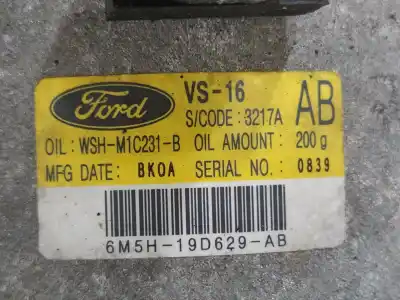 Ford VS-16 AB
S/CODE: 3217A
OIL: WSH-M1C231-B OIL AMOUNT: 200 g
MFG DATE: BK0A SERIAL NO.: 0839
6M5H-19D629-AB